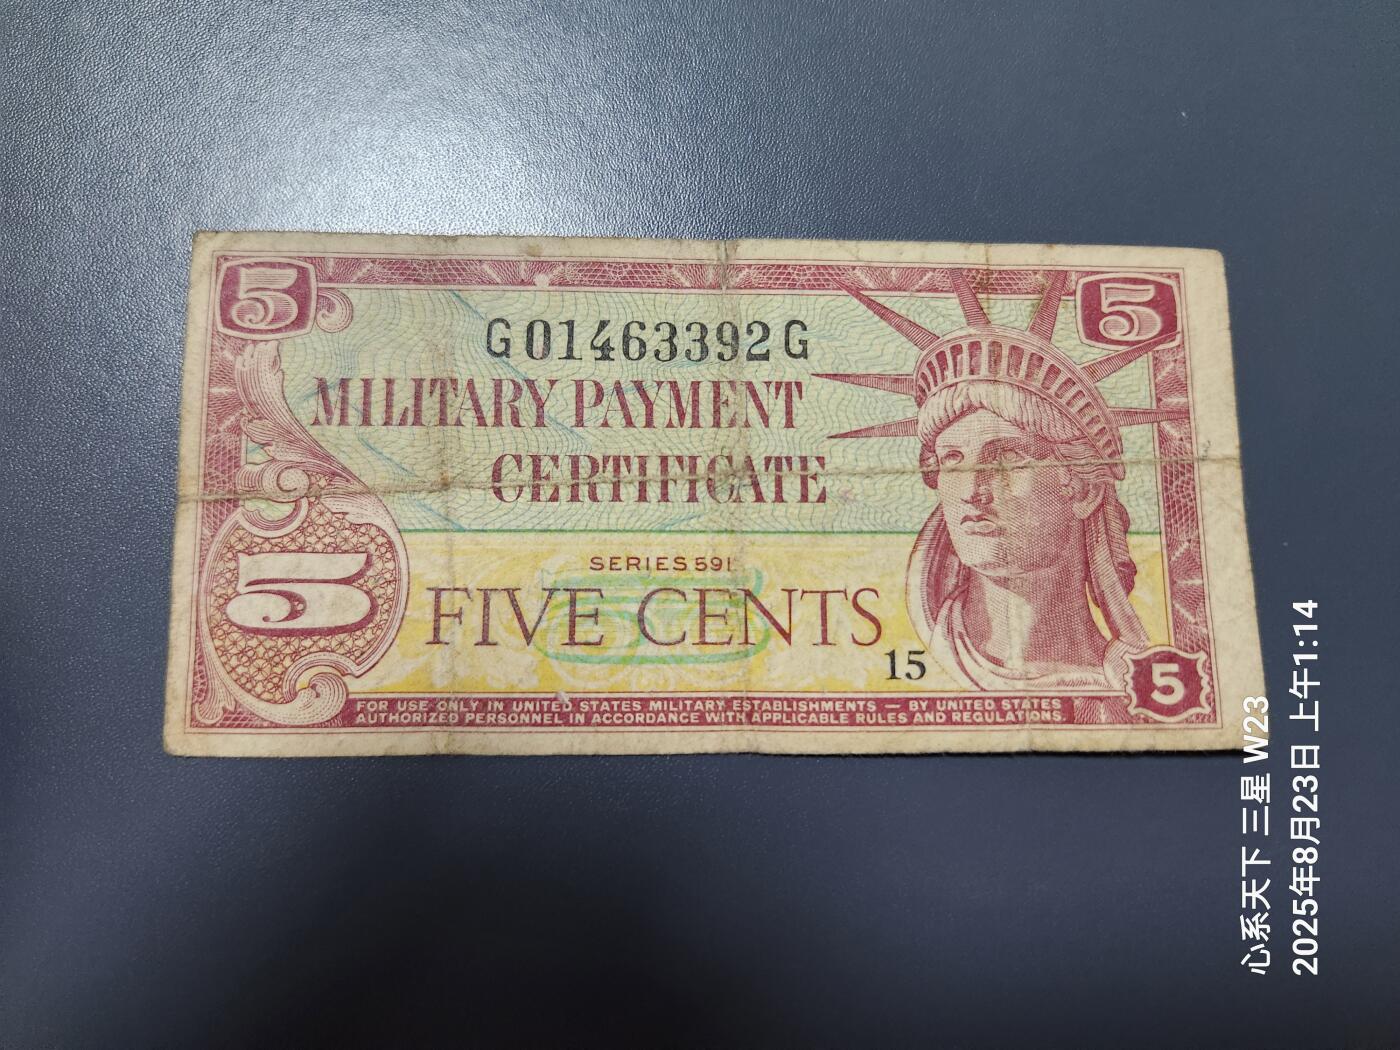 5
5
G01463392G
MILITARY PAYMENT
CERTIFICATE
SERIES 591
5
FIVE CENTS
15
5
FOR USE ONLY IN UNITED STATES MILITARY ESTABLISHMENTS — BY UNITED STATES
AUTHORIZED PERSONNEL IN ACCORDANCE WITH APPLICABLE RULES AND REGULATIONS.
心系天下 三星 W23
2025年8月23日 上午1:14